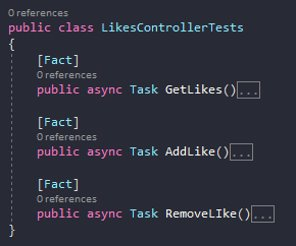 0 references
public class LikesControllerTests
{
[Fact]
0 references
public async Task GetLikes()...
[Fact]
0 references
public async Task AddLike()...
[Fact]
0 references
public async Task RemoveLIke()...
}